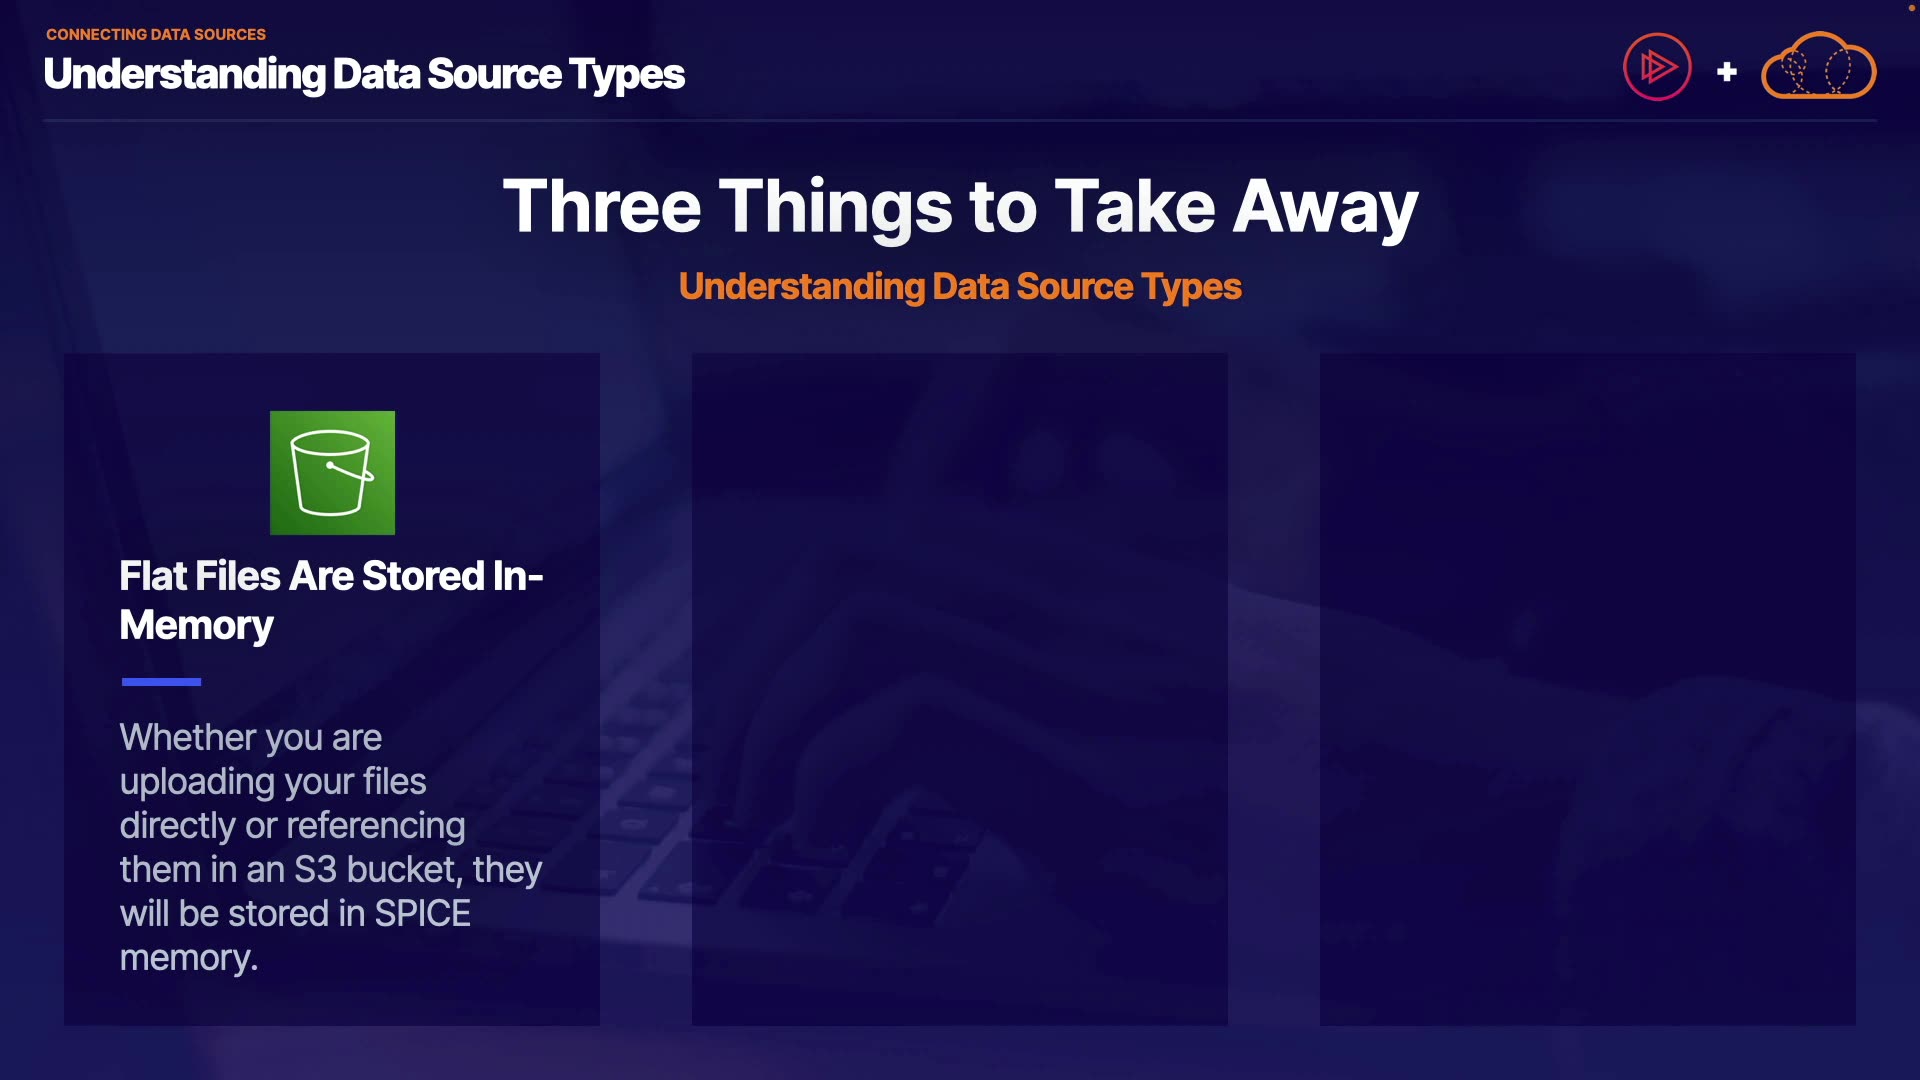 CONNECTING DATA SOURCES
Understanding Data Source Types
+
Three Things to Take Away
Understanding Data Source Types
Flat Files Are Stored In-
Memory
Whether you are
uploading your files
directly or referencing
them in an S3 bucket, they
will be stored in SPICE
memory.